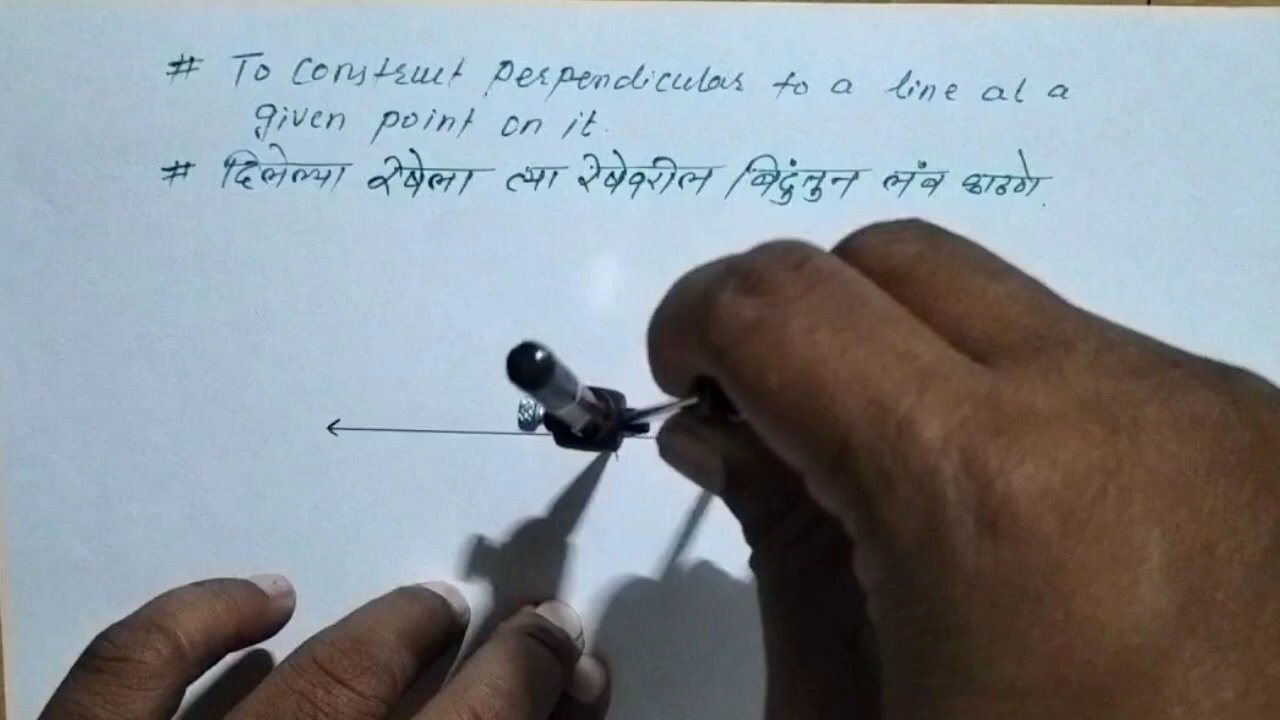 # To construct perpendicular to a line at a
given point on it.
# दिलेल्या रेषेला त्या रेषेवरील बिंदुंतुन लंब काढणे.